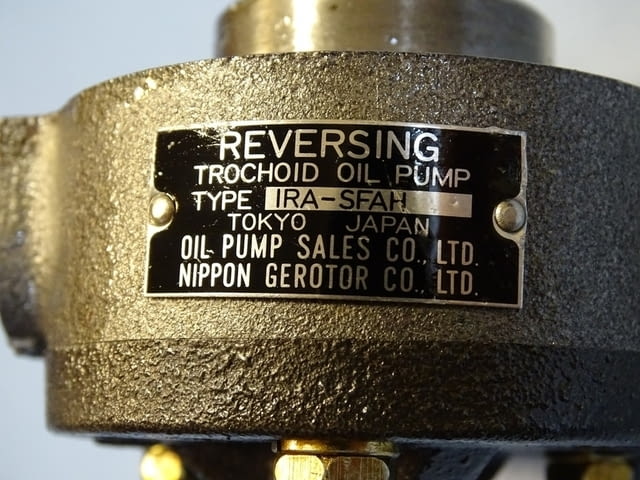 REVERSING
TROCHOID OIL PUMP
TYPE IRA-SFAH
TOKYO JAPAN
OIL PUMP SALES CO., LTD.
NIPPON GEROTOR CO., LTD.